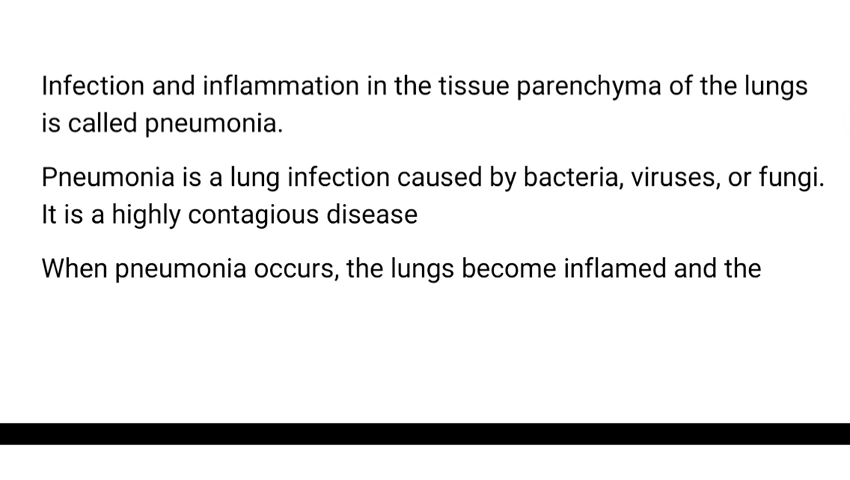 Infection and inflammation in the tissue parenchyma of the lungs
is called pneumonia.
Pneumonia is a lung infection caused by bacteria, viruses, or fungi.
It is a highly contagious disease
When pneumonia occurs, the lungs become inflamed and the